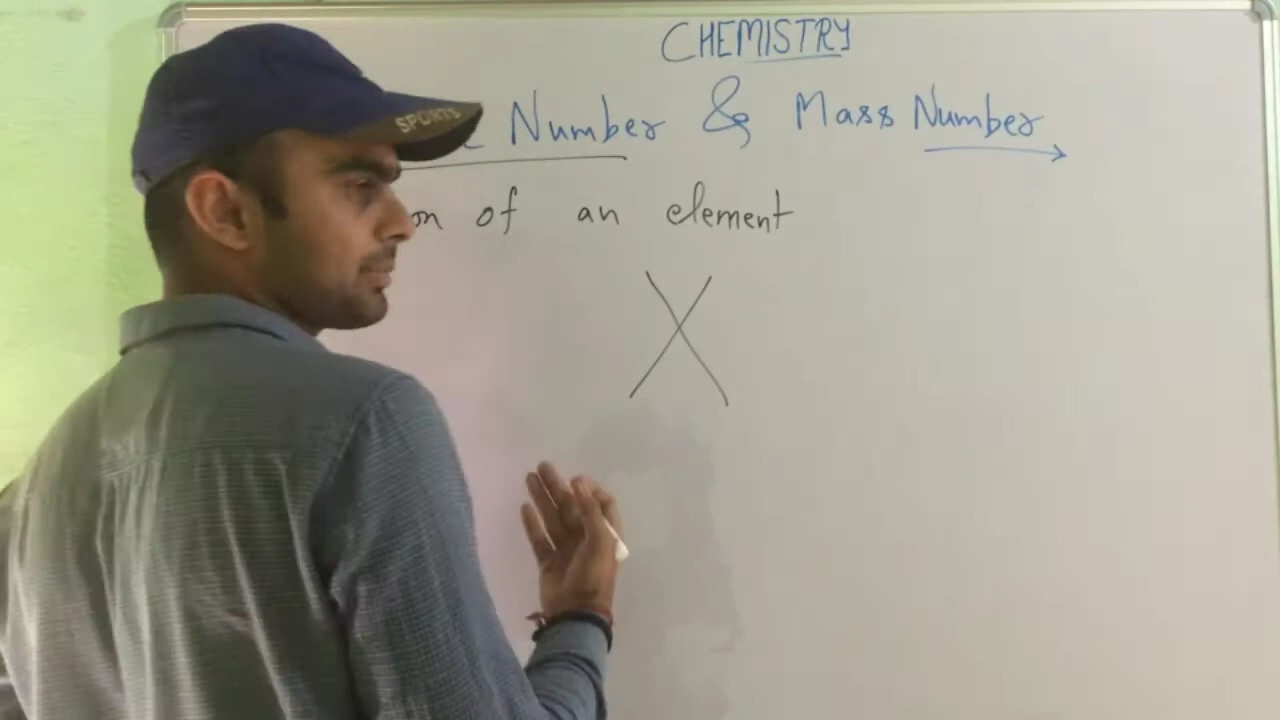 CHEMISTRY
Number & Mass Number
of an element
X
SPORTS